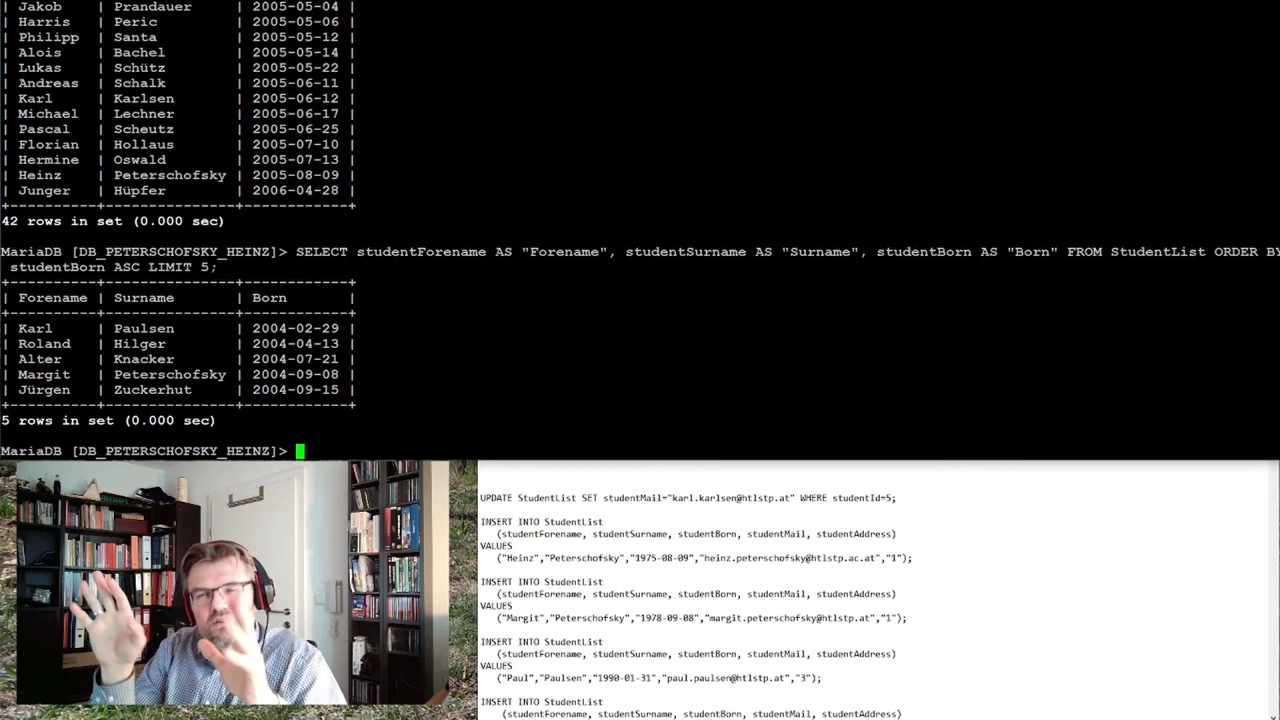 | Jakob | Prandauer | 2005-05-04 |
| Harris | Peric | 2005-05-06 |
| Philipp | Santa | 2005-05-12 |
| Alois | Bachel | 2005-05-14 |
| Lukas | Schütz | 2005-05-22 |
| Andreas | Schalk | 2005-06-11 |
| Karl | Karlsen | 2005-06-12 |
| Michael | Lechner | 2005-06-17 |
| Pascal | Scheutz | 2005-06-25 |
| Florian | Hollaus | 2005-07-10 |
| Hermine | Oswald | 2005-07-13 |
| Heinz | Peterschofsky | 2005-08-09 |
| Junger | Hüpfer | 2006-04-28 |
+----------+---------------+------------+
42 rows in set (0.000 sec)
MariaDB [DB_PETERSCHOFSKY_HEINZ]> SELECT studentForename AS "Forename", studentSurname AS "Surname", studentBorn AS "Born" FROM StudentList ORDER BY
studentBorn ASC LIMIT 5;
+----------+---------------+------------+
| Forename | Surname | Born |
+----------+---------------+------------+
| Karl | Paulsen | 2004-02-29 |
| Roland | Hilger | 2004-04-13 |
| Alter | Knacker | 2004-07-21 |
| Margit | Peterschofsky | 2004-09-08 |
| Jürgen | Zuckerhut | 2004-09-15 |
+----------+---------------+------------+
5 rows in set (0.000 sec)
MariaDB [DB_PETERSCHOFSKY_HEINZ]>
UPDATE StudentList SET studentMail="karl.karlsen@htlstp.at" WHERE studentId=5;
INSERT INTO StudentList
(studentForename, studentSurname, studentBorn, studentMail, studentAddress)
VALUES
("Heinz","Peterschofsky","1975-08-09","heinz.peterschofsky@htlstp.ac.at","1");
INSERT INTO StudentList
(studentForename, studentSurname, studentBorn, studentMail, studentAddress)
VALUES
("Margit","Peterschofsky","1978-09-08","margit.peterschofsky@htlstp.at","1");
INSERT INTO StudentList
(studentForename, studentSurname, studentBorn, studentMail, studentAddress)
VALUES
("Paul","Paulsen","1990-01-31","paul.paulsen@htlstp.at","3");
INSERT INTO StudentList
(studentForename, studentSurname, studentBorn, studentMail, studentAddress)